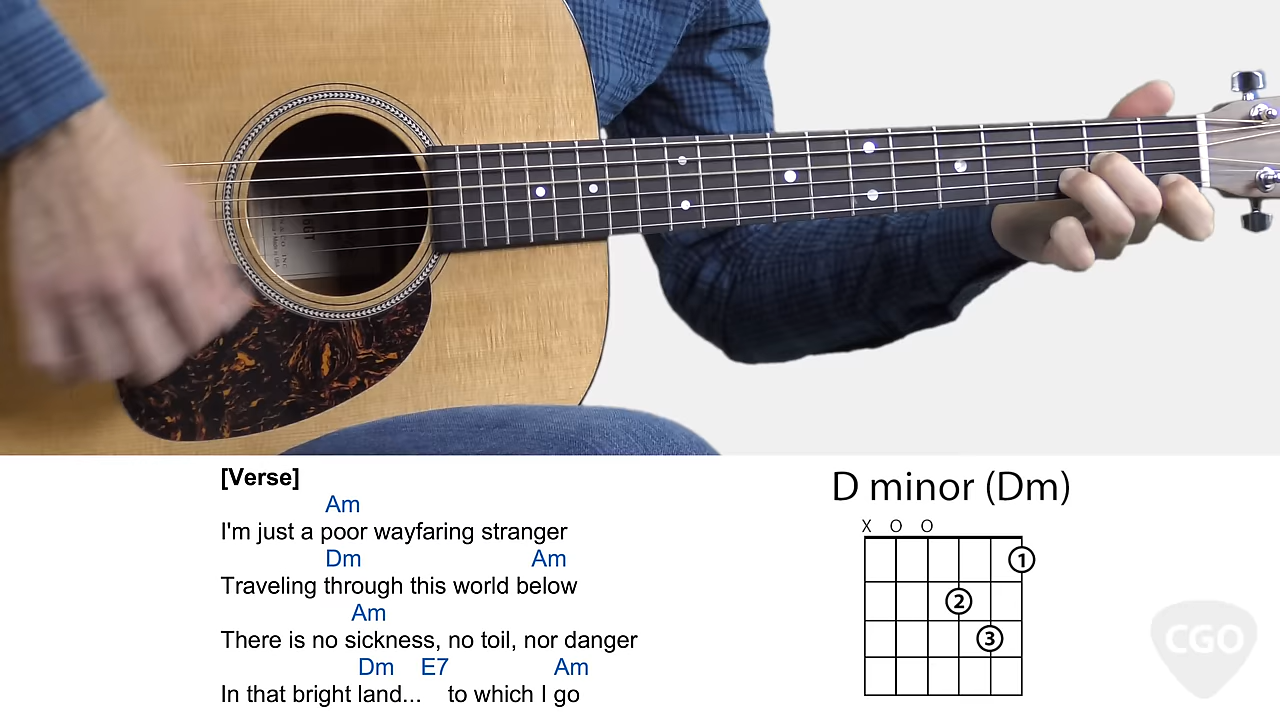 [Verse]
Am
I'm just a poor wayfaring stranger
Dm Am
Traveling through this world below
Am
There is no sickness, no toil, nor danger
Dm E7 Am
In that bright land... to which I go
D minor (Dm)
X O O
1
2
3
CGO